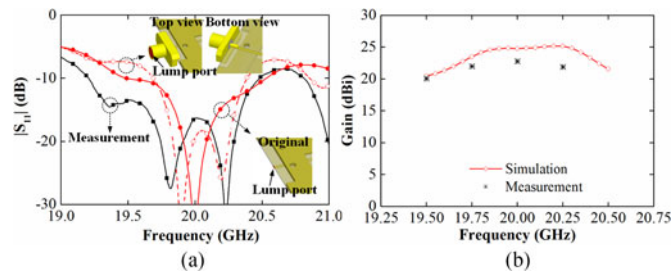 (a)
Top view Bottom view
Lump port
Measurement
Original
Lump port
|S11| (dB)
0
-10
-20
-30
19.0 19.5 20.0 20.5 21.0
Frequency (GHz)
(a)
(b)
Gain (dBi)
30
25
20
15
10
5
0
Simulation
Measurement
19.25 19.50 19.75 20.00 20.25 20.50 20.75
Frequency (GHz)
(b)